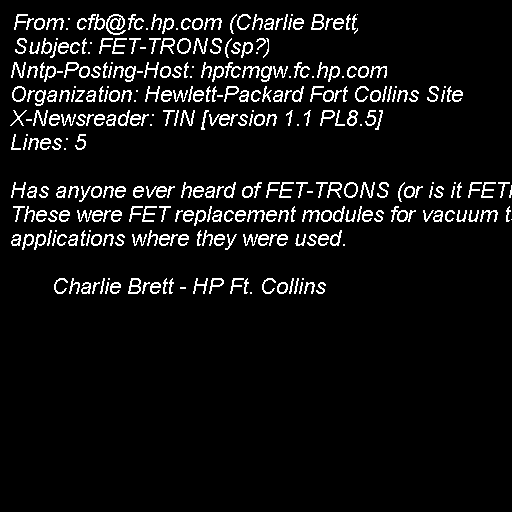 From: cfb@fc.hp.com (Charlie Brett)
Subject: FET-TRONS(sp?)
Nntp-Posting-Host: hpfcmgw.fc.hp.com
Organization: Hewlett-Packard Fort Collins Site
X-Newsreader: TIN [version 1.1 PL8.5]
Lines: 5

Has anyone ever heard of FET-TRONS (or is it
These were FET replacement modules for vacuum
applications where they were used.

Charlie Brett - HP Ft. Collins